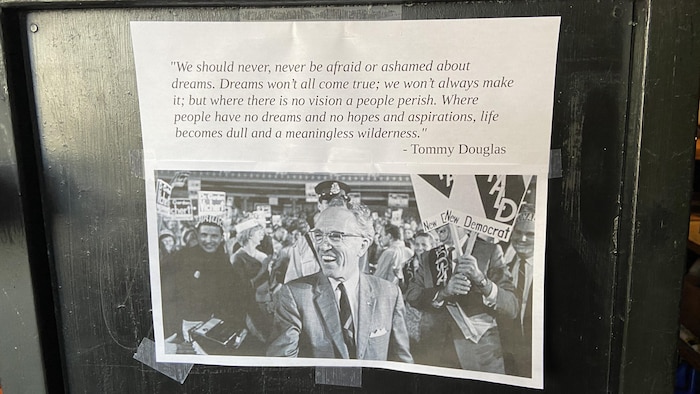 "We should never, never be afraid or ashamed about
dreams. Dreams won't all come true; we won't always make
it; but where there is no vision a people perish. Where
people have no dreams and no hopes and aspirations, life
becomes dull and a meaningless wilderness."
- Tommy Douglas
New Democrat